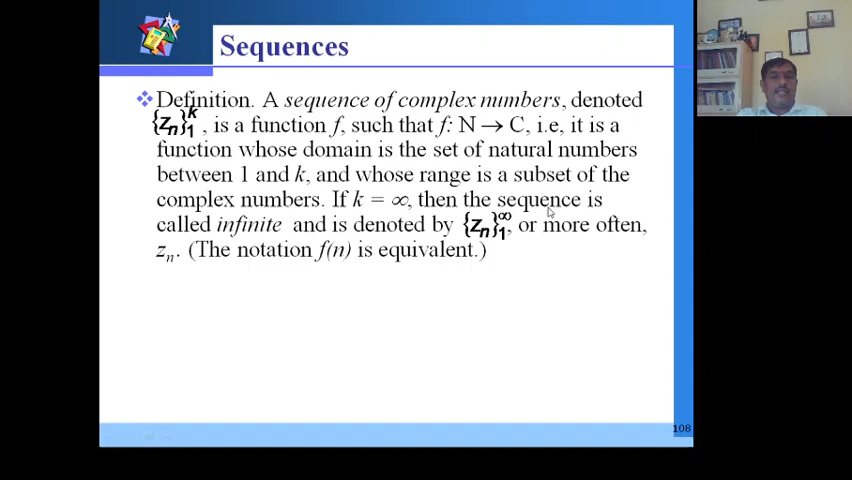 Sequences
Definition. A sequence of complex numbers, denoted
{zₙ}₁ᵏ , is a function f, such that f: N → C, i.e, it is a
function whose domain is the set of natural numbers
between 1 and k, and whose range is a subset of the
complex numbers. If k = ∞, then the sequence is
called infinite and is denoted by {zₙ}₁^∞, or more often,
zₙ. (The notation f(n) is equivalent.)
108